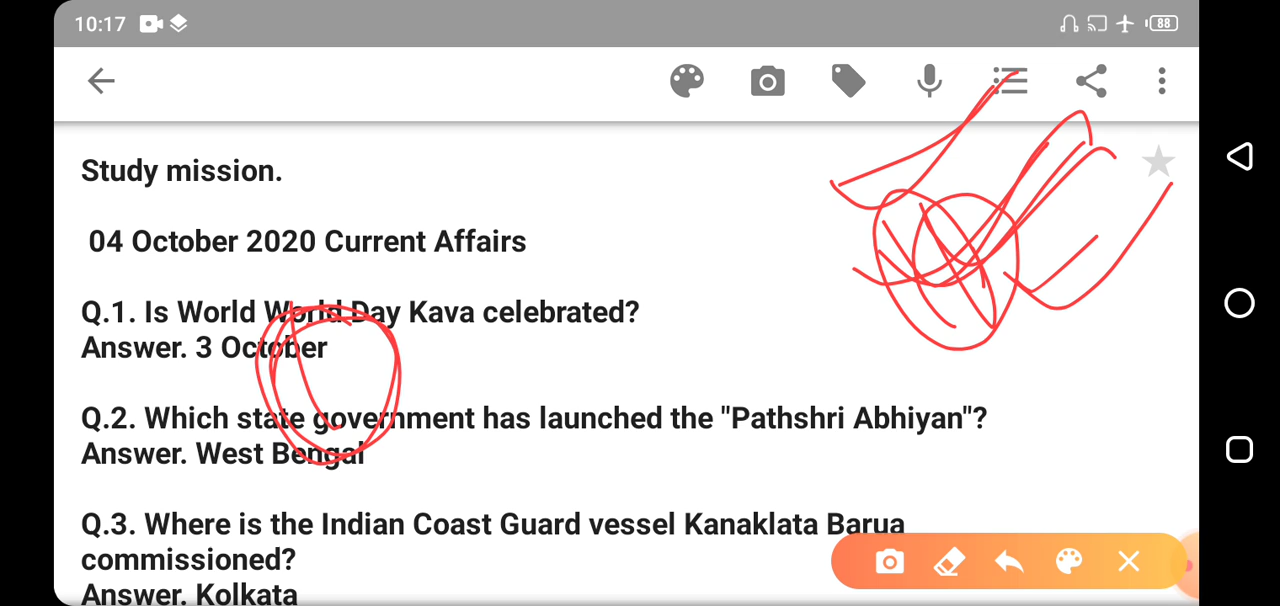 10:17
88
Study mission.
04 October 2020 Current Affairs
Q.1. Is World World Day Kava celebrated?
Answer. 3 October
Q.2. Which state government has launched the "Pathshri Abhiyan"?
Answer. West Bengal
Q.3. Where is the Indian Coast Guard vessel Kanaklata Barua
commissioned?
Answer. Kolkata